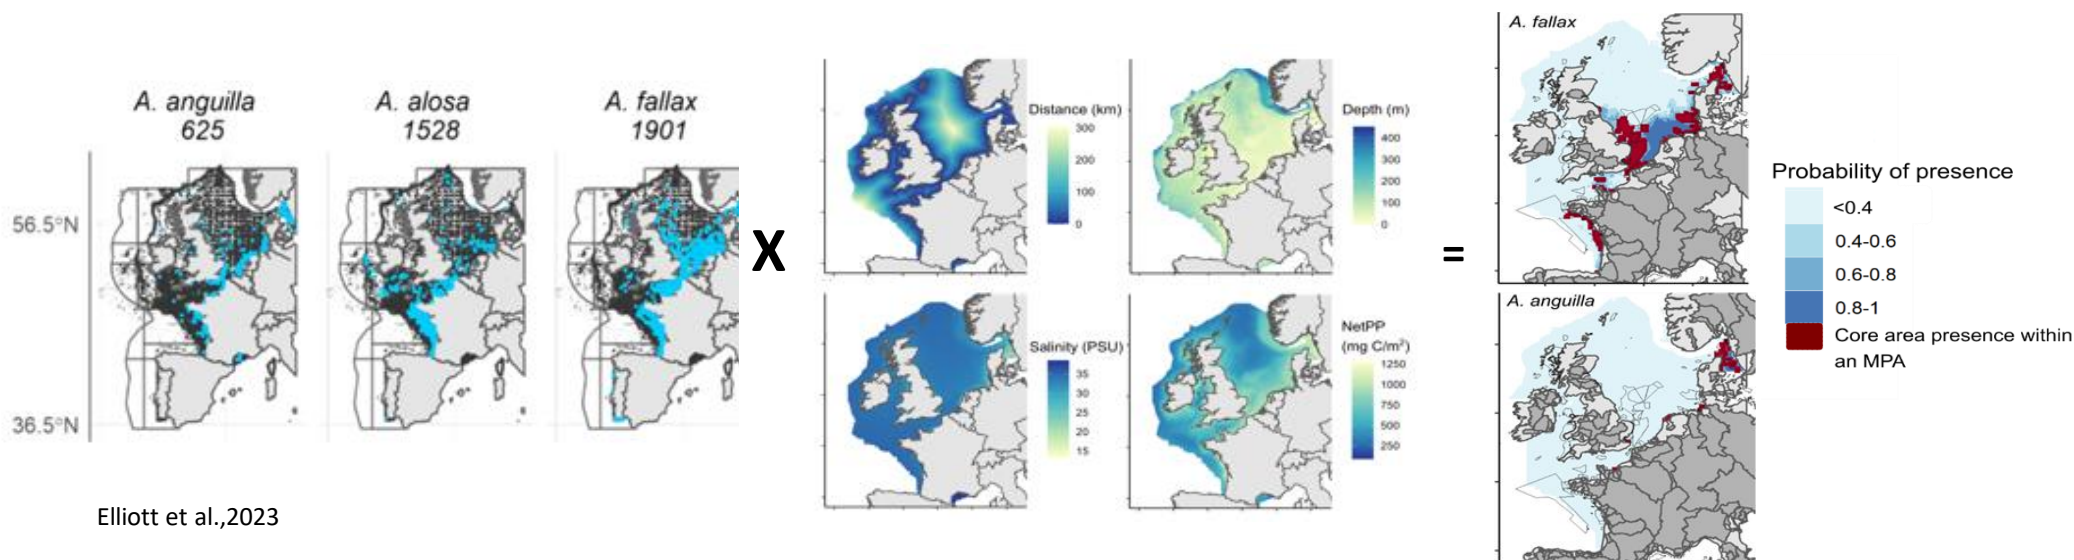 A. anguilla
625
A. alosa
1528
A. fallax
1901
56.5°N
36.5°N
Elliott et al.,2023
X
Distance (km)
300
200
100
0
Depth (m)
400
300
200
100
0
Salinity (PSU)
35
30
25
20
15
NetPP
(mg C/m²)
1250
1000
750
500
250
=
A. fallax
A. anguilla
Probability of presence
<0.4
0.4-0.6
0.6-0.8
0.8-1
Core area presence within
an MPA